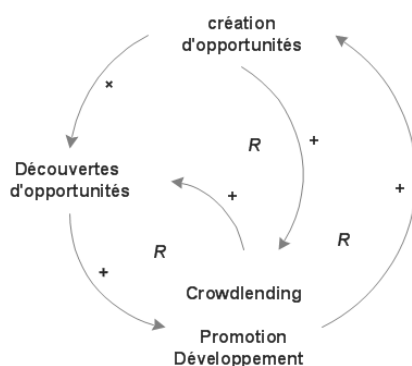 création
d'opportunités
×
R
+
Découvertes
d'opportunités
+
+
R
R
+
Crowdlending
Promotion
Développement